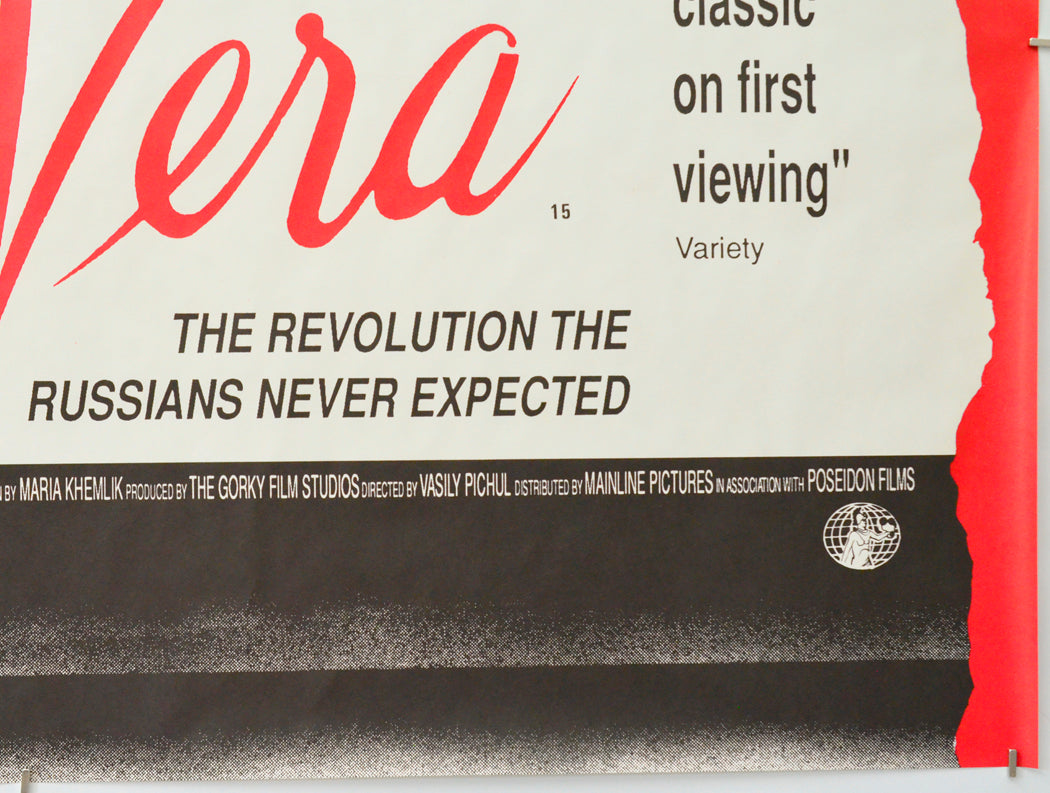 Vera
15
classic
on first
viewing"
Variety
THE REVOLUTION THE
RUSSIANS NEVER EXPECTED
BY MARIA KHEMLIK PRODUCED BY THE GORKY FILM STUDIOS DIRECTED BY VASILY PICHUL DISTRIBUTED BY MAINLINE PICTURES IN ASSOCIATION WITH POSEIDON FILMS